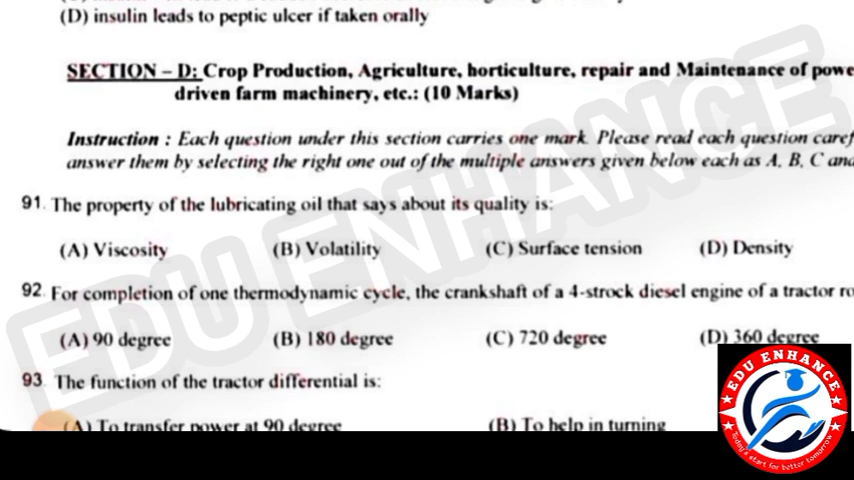 (D) insulin leads to peptic ulcer if taken orally
SECTION – D: Crop Production, Agriculture, horticulture, repair and Maintenance of powe
driven farm machinery, etc.: (10 Marks)
Instruction : Each question under this section carries one mark. Please read each question caref
answer them by selecting the right one out of the multiple answers given below each as A, B, C and
91. The property of the lubricating oil that says about its quality is:
(A) Viscosity (B) Volatility (C) Surface tension (D) Density
92. For completion of one thermodynamic cycle, the crankshaft of a 4-strock diesel engine of a tractor ro
(A) 90 degree (B) 180 degree (C) 720 degree (D) 360 degree
93. The function of the tractor differential is:
(A) To transfer power at 90 degree (B) To help in turning
EDU ENHANCE
EDU ENHANCE
Today's start for better tomorrow